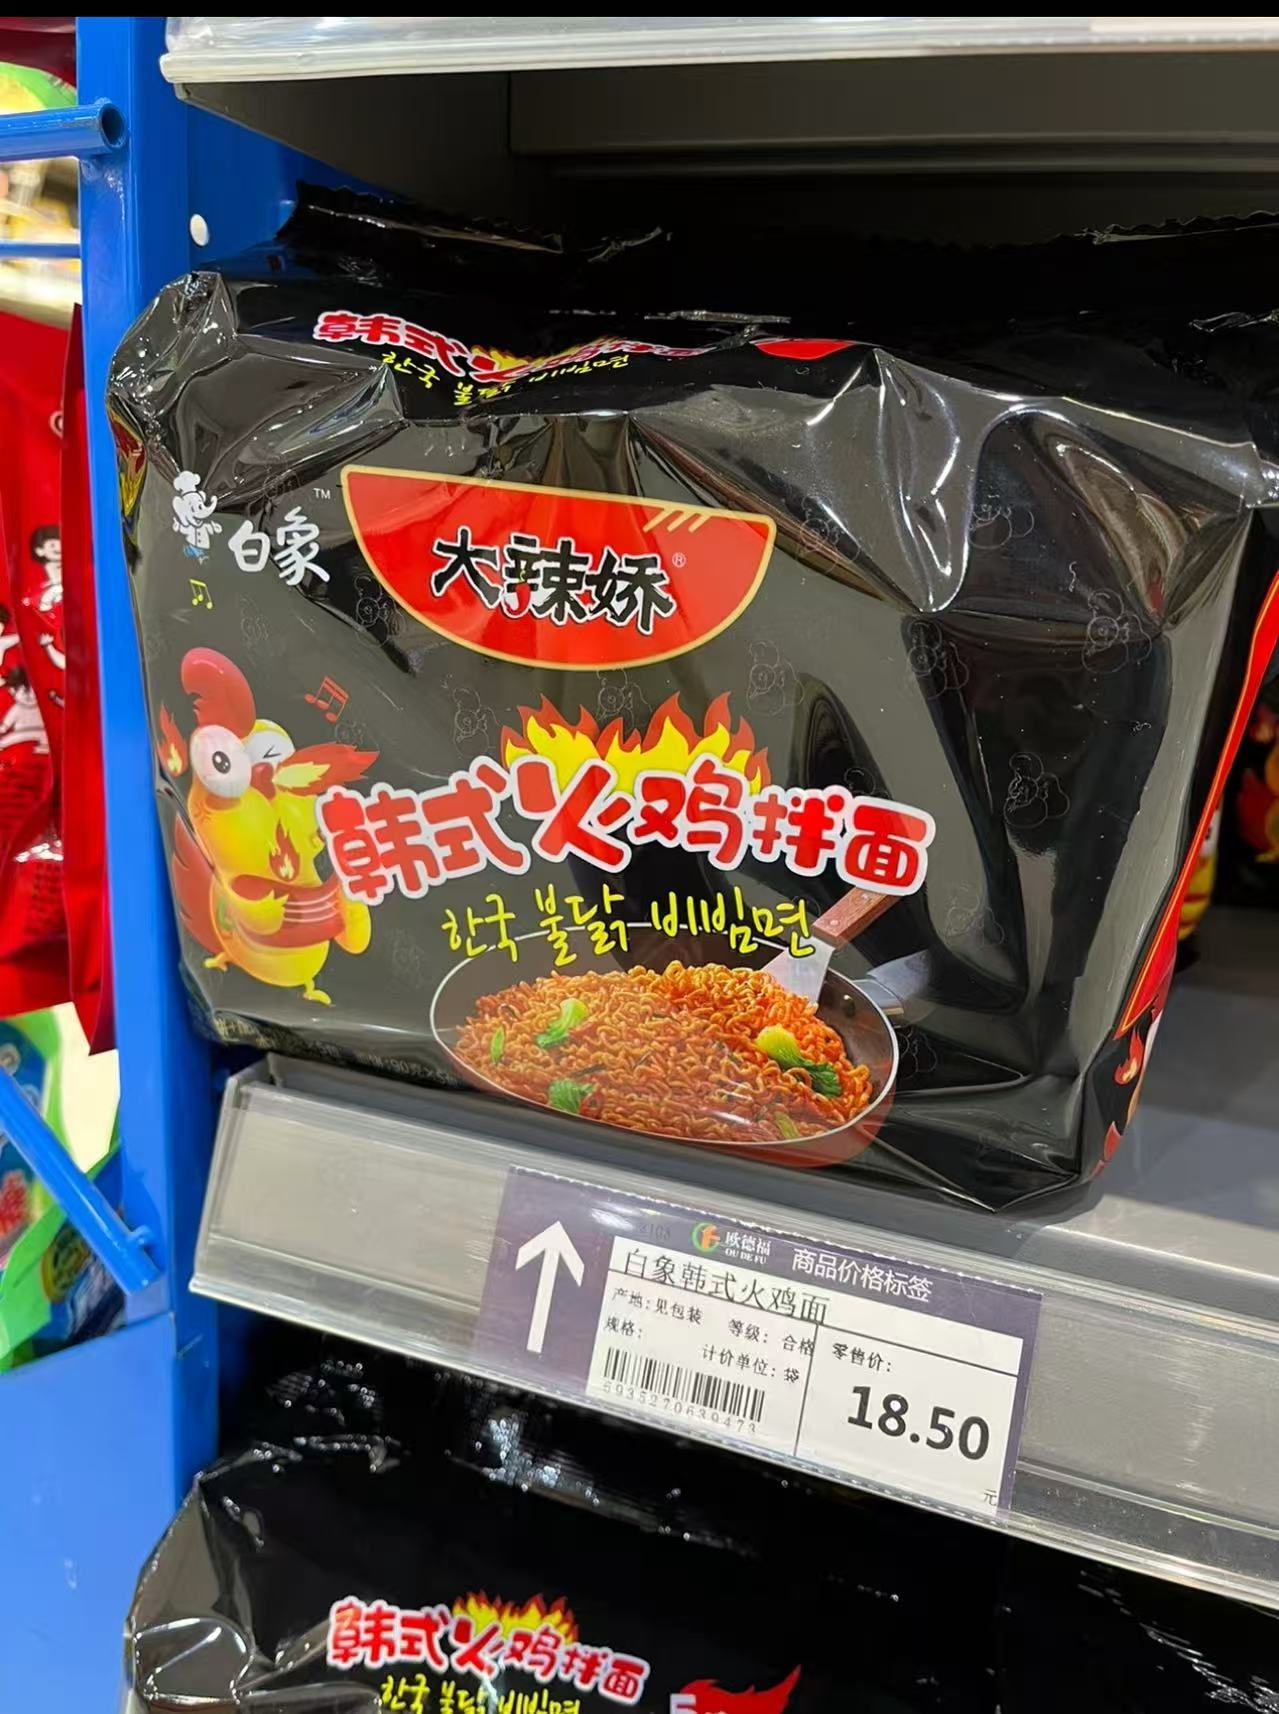 韩式火鸡拌面
白象
TM
大辣娇®
韩式火鸡拌面
한국 불닭 비빔면
欧德福
OU DE FU
商品价格标签
白象韩式火鸡面
产地:见包装 等级:合格
规格:
计价单位:袋
零售价:
6935270639473
18.50
元
韩式火鸡拌面
한국 불닭 비빔면